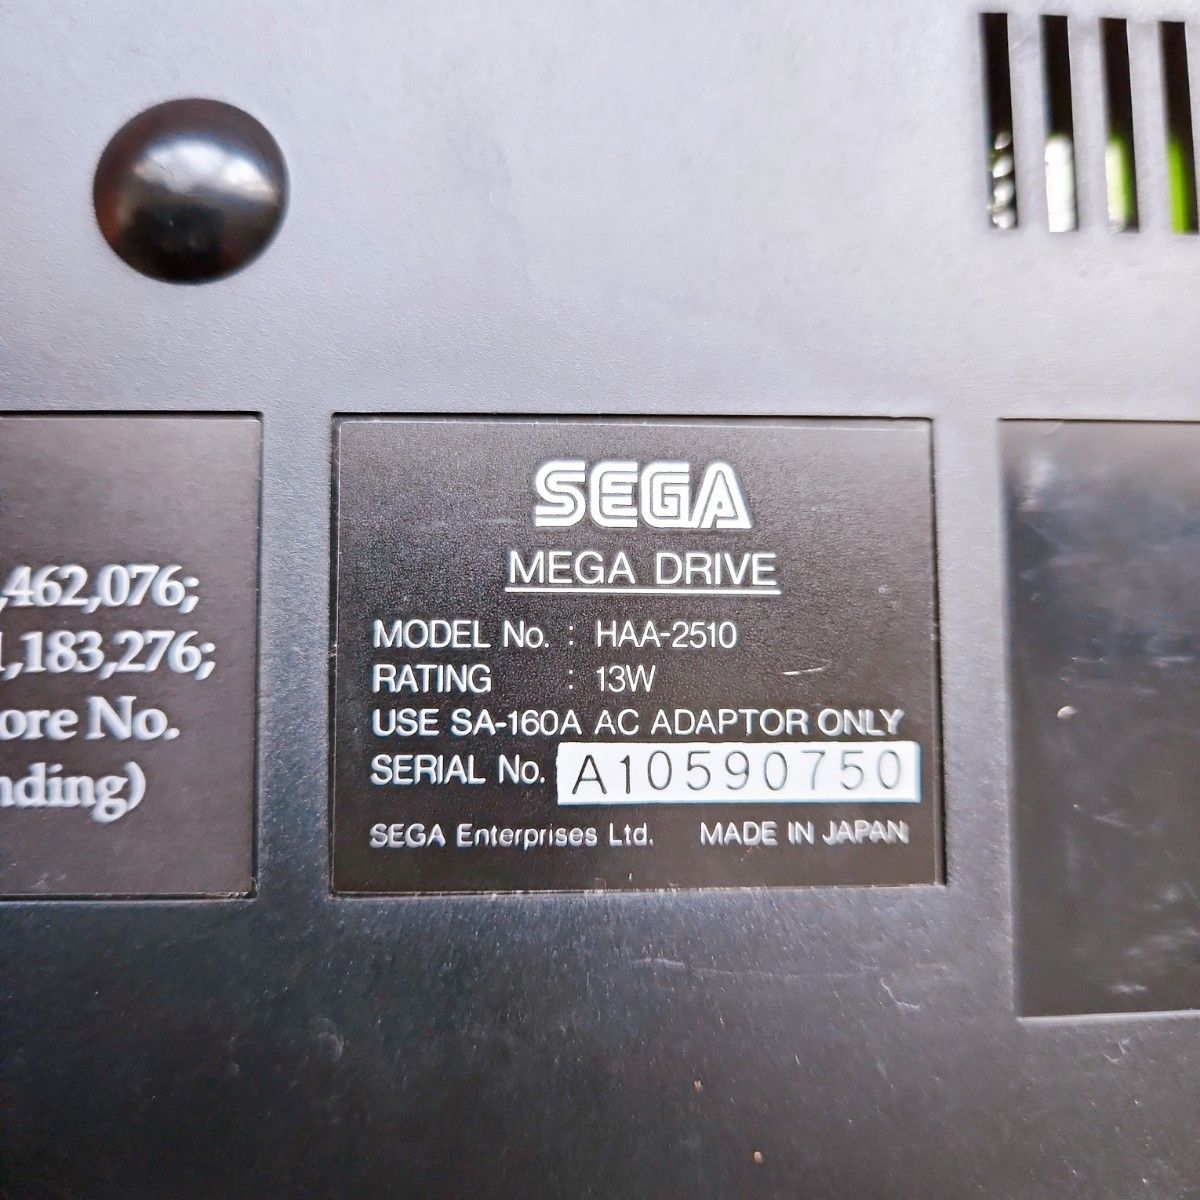 ,462,076;
1,183,276;
ore No.
nding)
SEGA
MEGA DRIVE
MODEL No. : HAA-2510
RATING : 13W
USE SA-160A AC ADAPTOR ONLY
SERIAL No. A10590750
SEGA Enterprises Ltd. MADE IN JAPAN